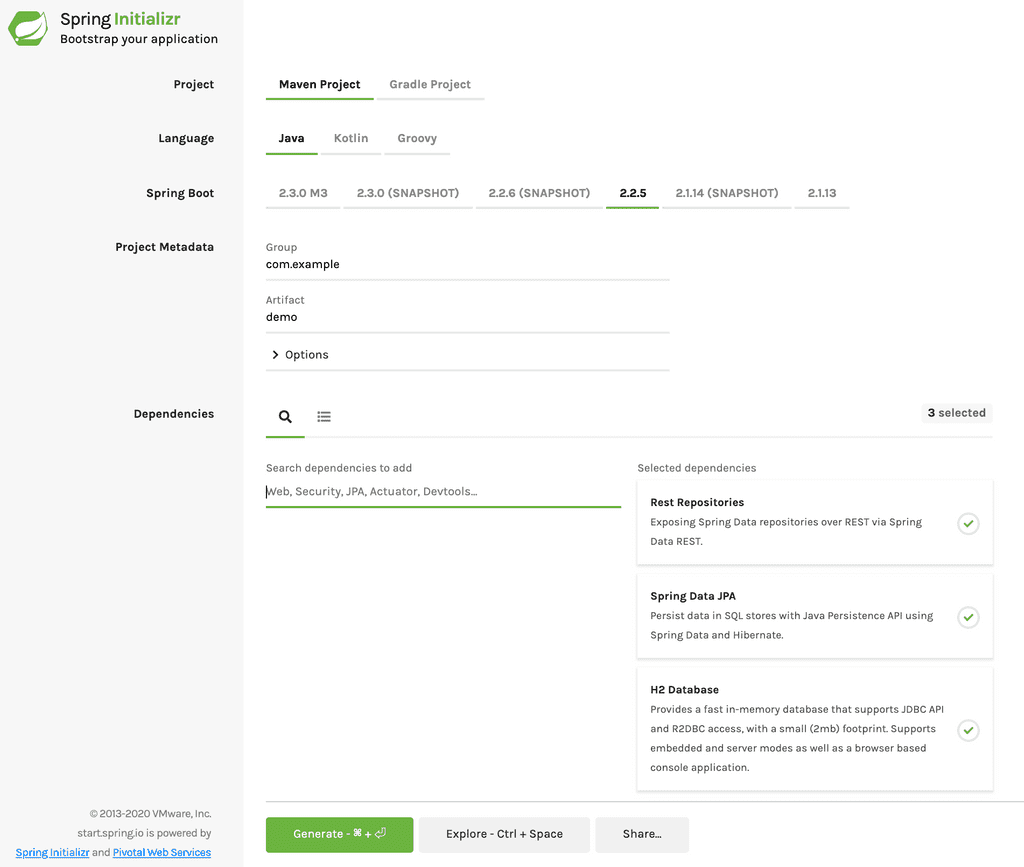 Spring Initializr
Bootstrap your application
Project
Maven Project
Gradle Project
Language
Java
Kotlin
Groovy
Spring Boot
2.3.0 M3
2.3.0 (SNAPSHOT)
2.2.6 (SNAPSHOT)
2.2.5
2.1.14 (SNAPSHOT)
2.1.13
Project Metadata
Group
com.example
Artifact
demo
Options
Dependencies
3 selected
Search dependencies to add
Web, Security, JPA, Actuator, Devtools...
Selected dependencies
Rest Repositories
Exposing Spring Data repositories over REST via Spring
Data REST.
Spring Data JPA
Persist data in SQL stores with Java Persistence API using
Spring Data and Hibernate.
H2 Database
Provides a fast in-memory database that supports JDBC API
and R2DBC access, with a small (2mb) footprint. Supports
embedded and server modes as well as a browser based
console application.
© 2013-2020 VMware, Inc.
start.spring.io is powered by
Spring Initializr and Pivotal Web Services
Generate - ⌘ + ⏎
Explore - Ctrl + Space
Share...